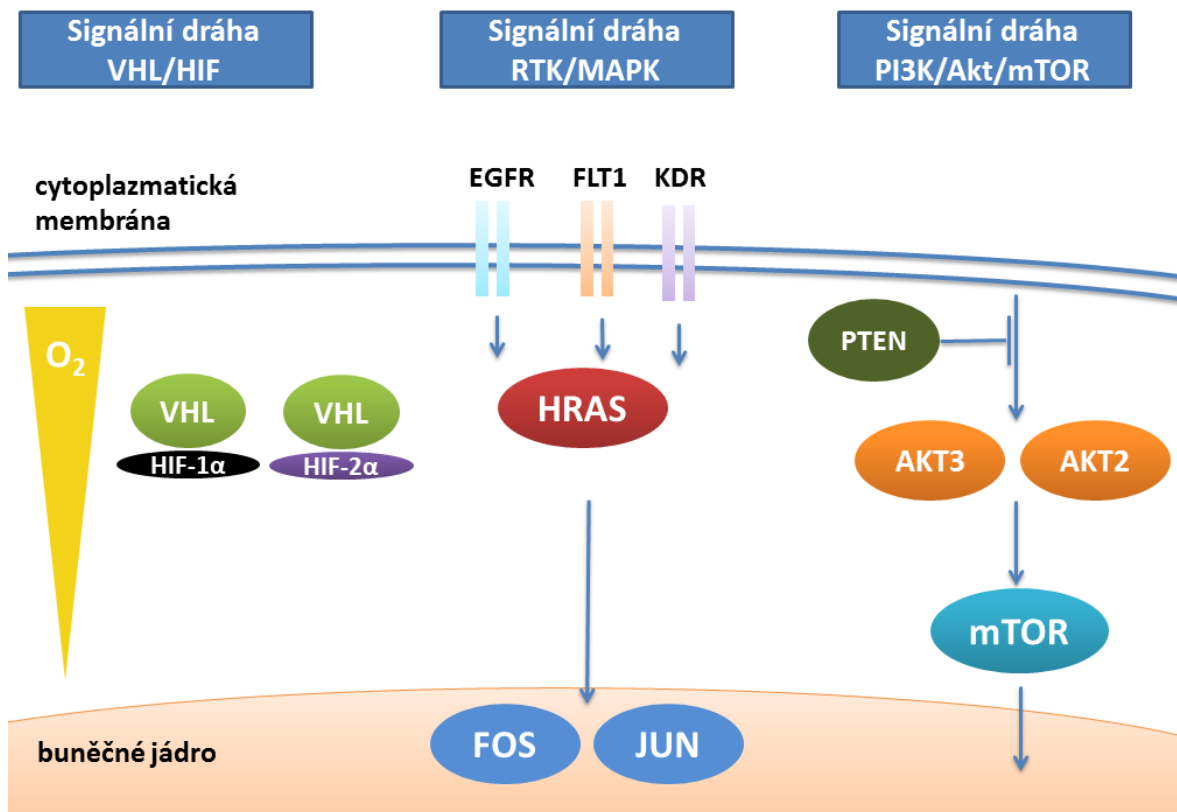 Signální dráha
VHL/HIF
Signální dráha
RTK/MAPK
Signální dráha
PI3K/Akt/mTOR
cytoplazmatická
membrána
EGFR
FLT1
KDR
O₂
VHL
HIF-1α
VHL
HIF-2α
HRAS
PTEN
AKT3
AKT2
mTOR
FOS
JUN
buněčné jádro